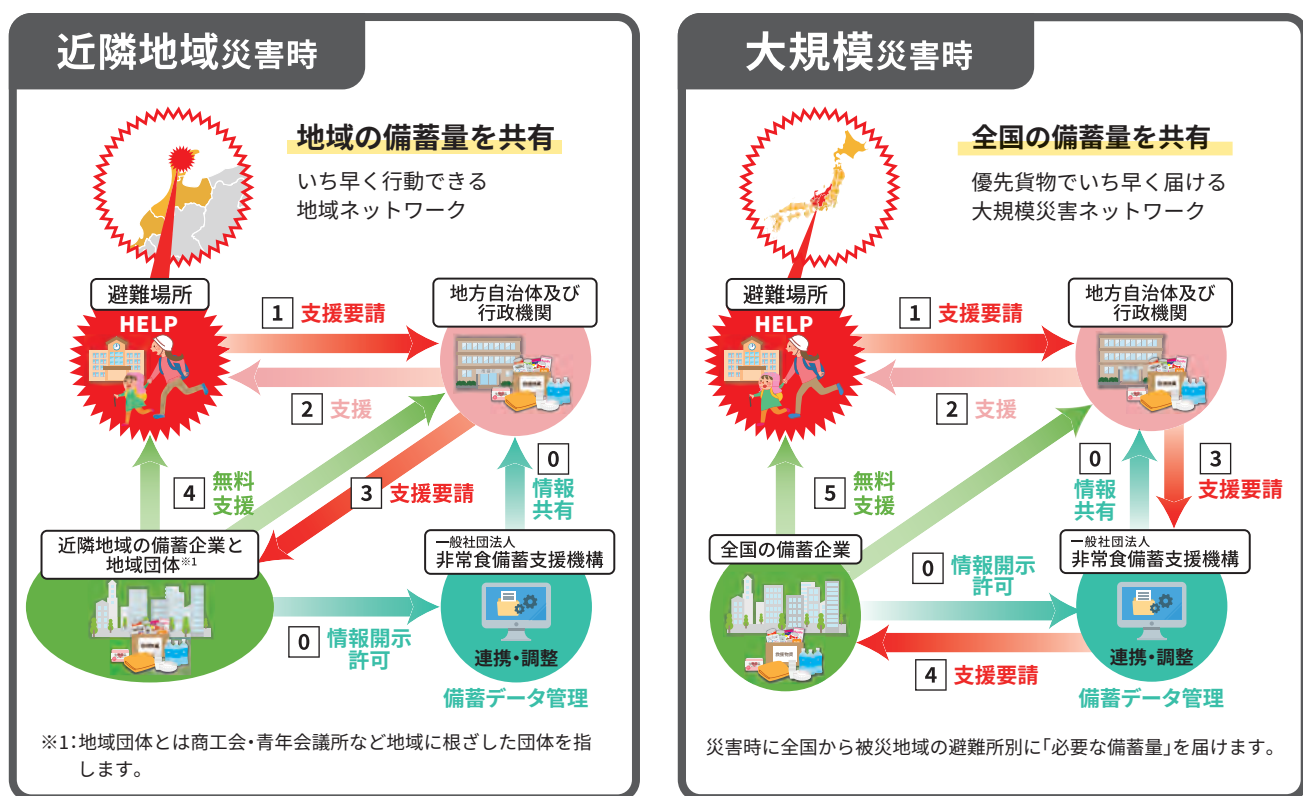 近隣地域災害時
地域の備蓄量を共有
いち早く行動できる
地域ネットワーク
避難場所
HELP
1 支援要請
地方自治体及び
行政機関
2 支援
4 無料
支援
3 支援要請
0
情報
共有
近隣地域の備蓄企業と
地域団体※1
一般社団法人
非常食備蓄支援機構
0 情報開示
許可
連携・調整
備蓄データ管理
※1:地域団体とは商工会・青年会議所など地域に根ざした団体を指
します。
大規模災害時
全国の備蓄量を共有
優先貨物でいち早く届ける
大規模災害ネットワーク
避難場所
HELP
1 支援要請
地方自治体及び
行政機関
2 支援
5 無料
支援
0
情報
共有
3
支援要請
全国の備蓄企業
一般社団法人
非常食備蓄支援機構
0 情報開示
許可
4 支援要請
連携・調整
備蓄データ管理
災害時に全国から被災地域の避難所別に「必要な備蓄量」を届けます。